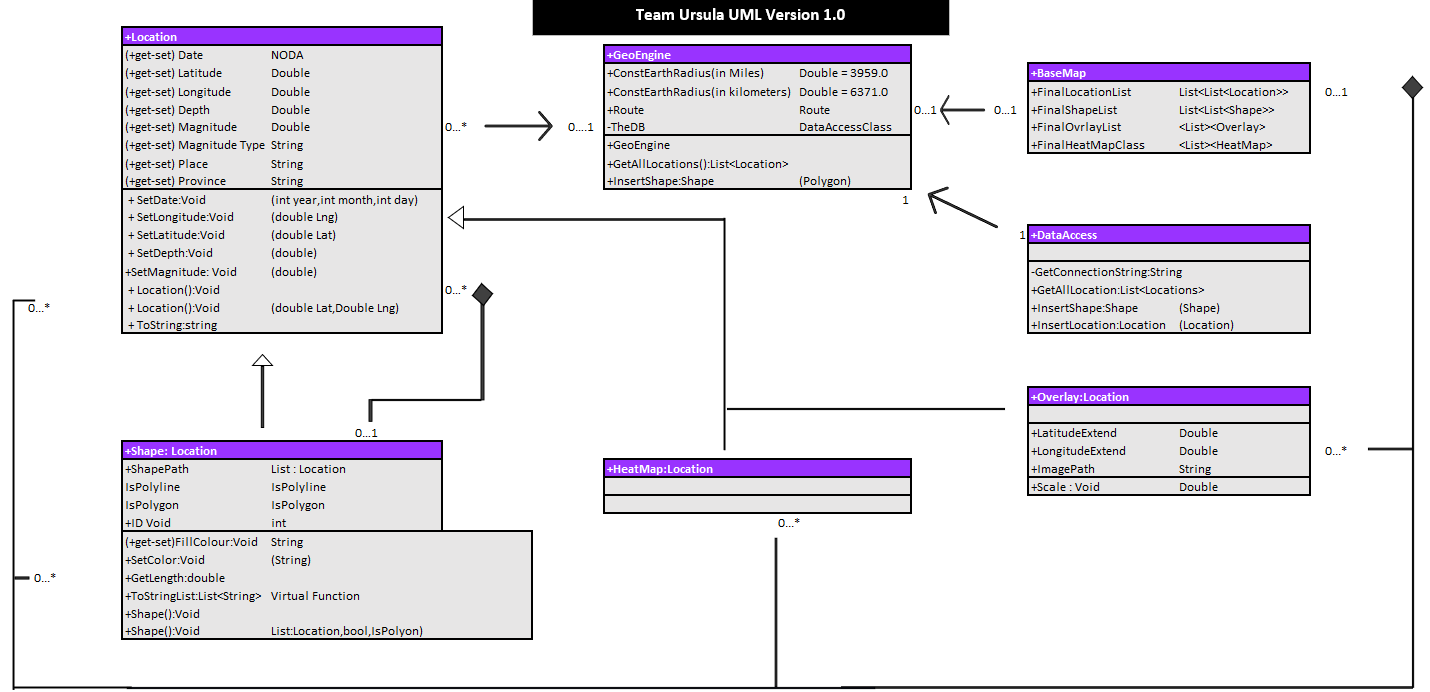 Team Ursula UML Version 1.0
+Location
(+get-set) Date NODA
(+get-set) Latitude Double
(+get-set) Longitude Double
(+get-set) Depth Double
(+get-set) Magnitude Double
(+get-set) Magnitude Type String
(+get-set) Place String
(+get-set) Province String
+ SetDate:Void (int year,int month,int day)
+ SetLongitude:Void (double Lng)
+ SetLatitude:Void (double Lat)
+ SetDepth:Void (double)
+SetMagnitude: Void (double)
+ Location():Void
+ Location():Void (double Lat,Double Lng)
+ ToString:string
0...*
0....1
0...*
0...1
0...*
0...*
+GeoEngine
+ConstEarthRadius(in Miles) Double = 3959.0
+ConstEarthRadius(in kilometers) Double = 6371.0
+Route Route
-TheDB DataAccessClass
+GeoEngine
+GetAllLocations():List<Location>
+InsertShape:Shape (Polygon)
0...1
0...1
1
1
+BaseMap
+FinalLocationList List<List<Location>>
+FinalShapeList List<List<Shape>>
+FinalOvrlayList <List><Overlay>
+FinalHeatMapClass <List><HeatMap>
0...1
+DataAccess
-GetConnectionString:String
+GetAllLocation:List<Locations>
+InsertShape:Shape (Shape)
+InsertLocation:Location (Location)
+Overlay:Location
+LatitudeExtend Double
+LongitudeExtend Double
+ImagePath String
+Scale : Void Double
0...*
+Shape: Location
+ShapePath List : Location
IsPolyline IsPolyline
IsPolygon IsPolygon
+ID Void int
(+get-set)FillColour:Void String
+SetColor:Void (String)
+GetLength:double
+ToStringList:List<String> Virtual Function
+Shape():Void
+Shape():Void List:Location,bool,IsPolyon)
+HeatMap:Location
0...*